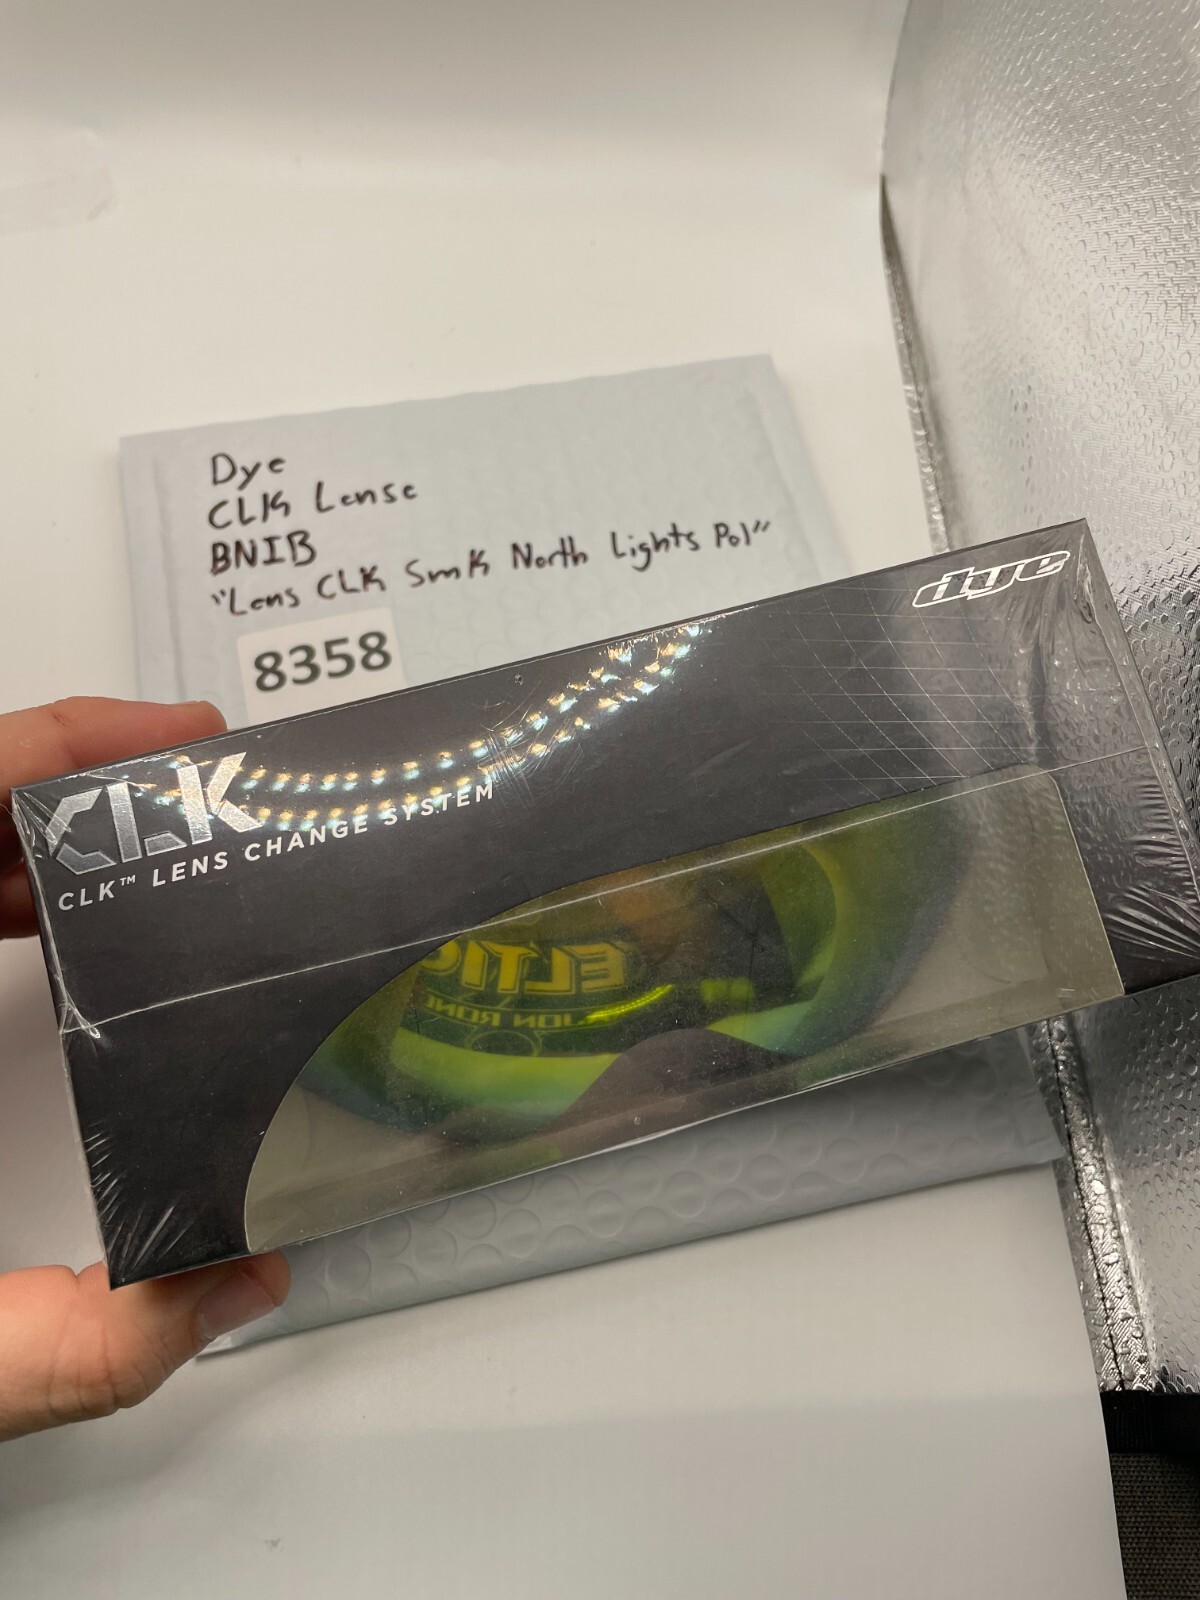 Dye
CLK Lense
BNIB
"Lens CLK Smk North Lights Pol"
8358
dye
CLK
CLK™ LENS CHANGE SYSTEM